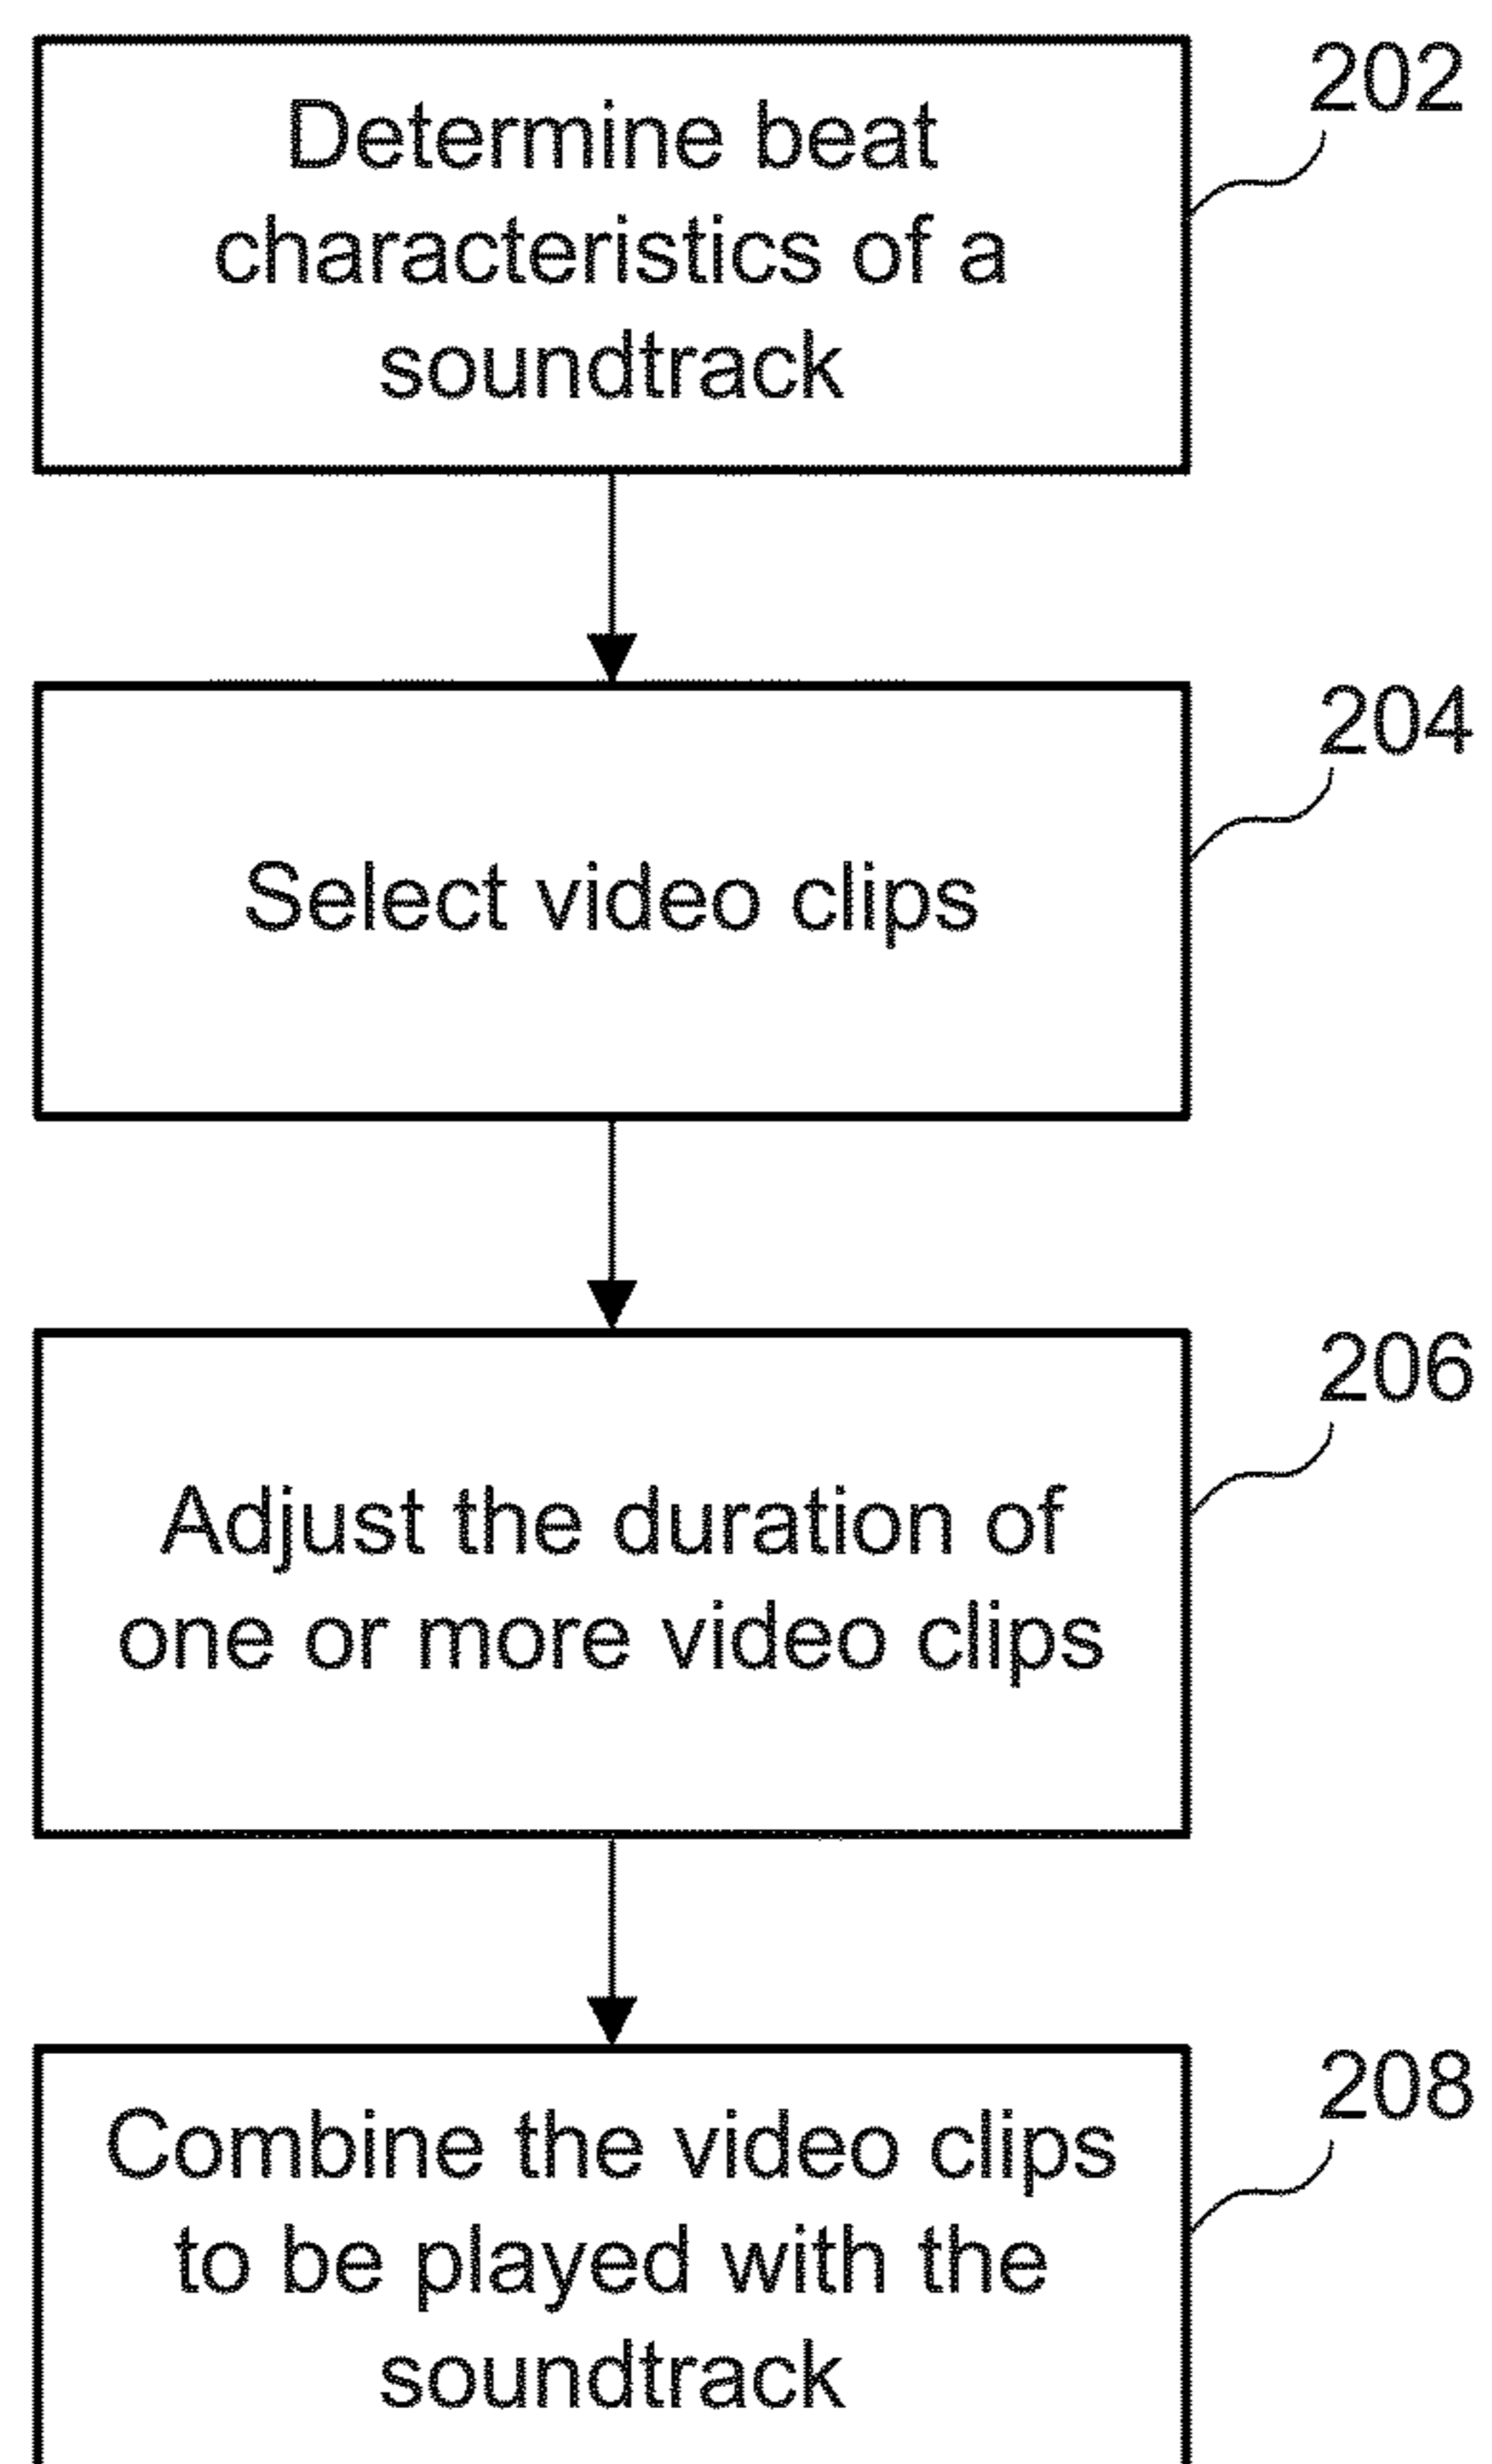 Determine beat
characteristics of a
soundtrack
202
Select video clips
204
Adjust the duration of
one or more video clips
206
Combine the video clips
to be played with the
soundtrack
208